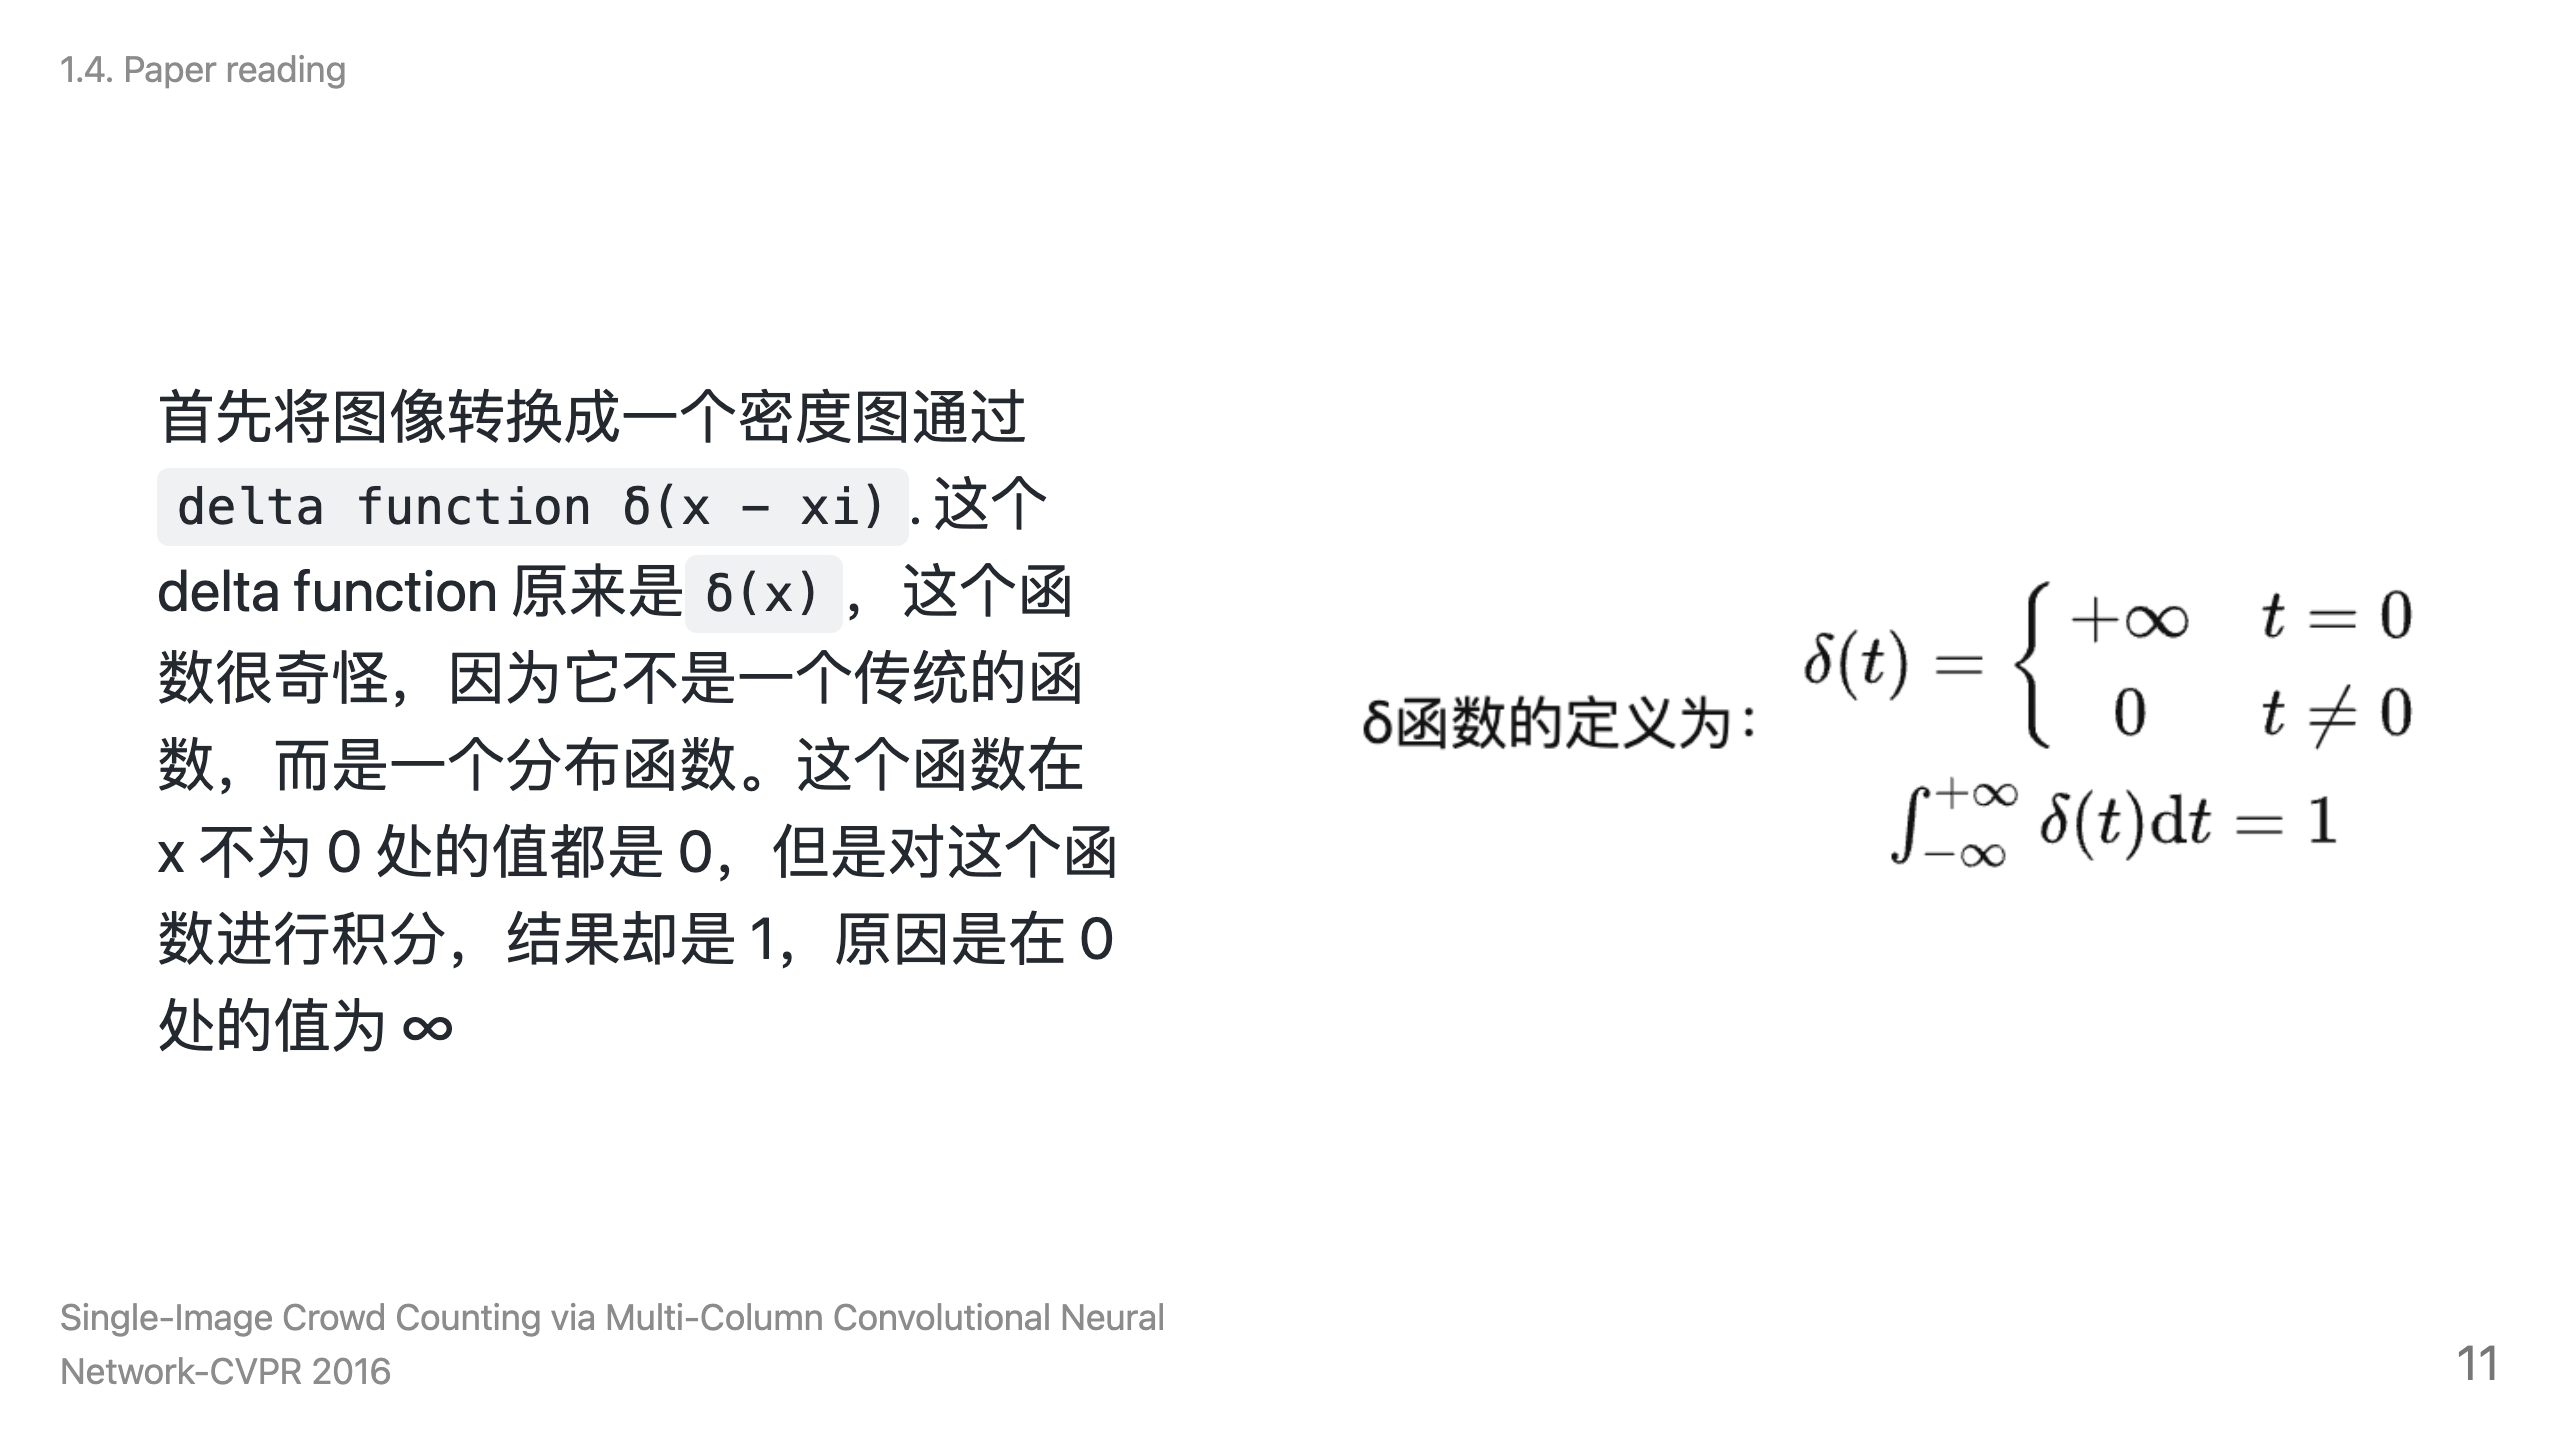 1.4. Paper reading
首先将图像转换成一个密度图通过
delta function δ(x - xi) . 这个
delta function 原来是 δ(x) ，这个函
数很奇怪，因为它不是一个传统的函
数，而是一个分布函数。这个函数在
x 不为 0 处的值都是 0，但是对这个函
数进行积分，结果却是 1，原因是在 0
处的值为 ∞
δ函数的定义为：
δ(t) = { +∞ t = 0
0 t ≠ 0
∫_{-∞}^{+∞} δ(t)dt = 1
Single-Image Crowd Counting via Multi-Column Convolutional Neural
Network-CVPR 2016
11